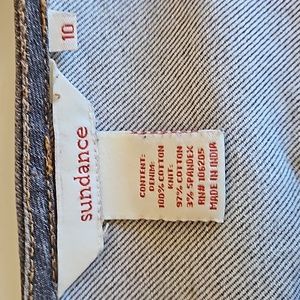 10
sundance
CONTENT:
DENIM:
100% COTTON
KNIT:
97% COTTON
3% SPANDEX
RN# 106205
MADE IN INDIA